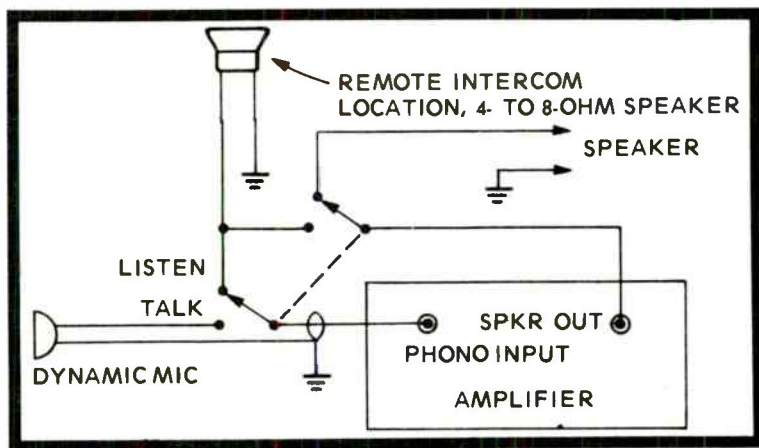 REMOTE INTERCOM
LOCATION, 4- TO 8-OHM SPEAKER
SPEAKER
LISTEN
TALK
DYNAMIC MIC
SPKR OUT
PHONO INPUT
AMPLIFIER